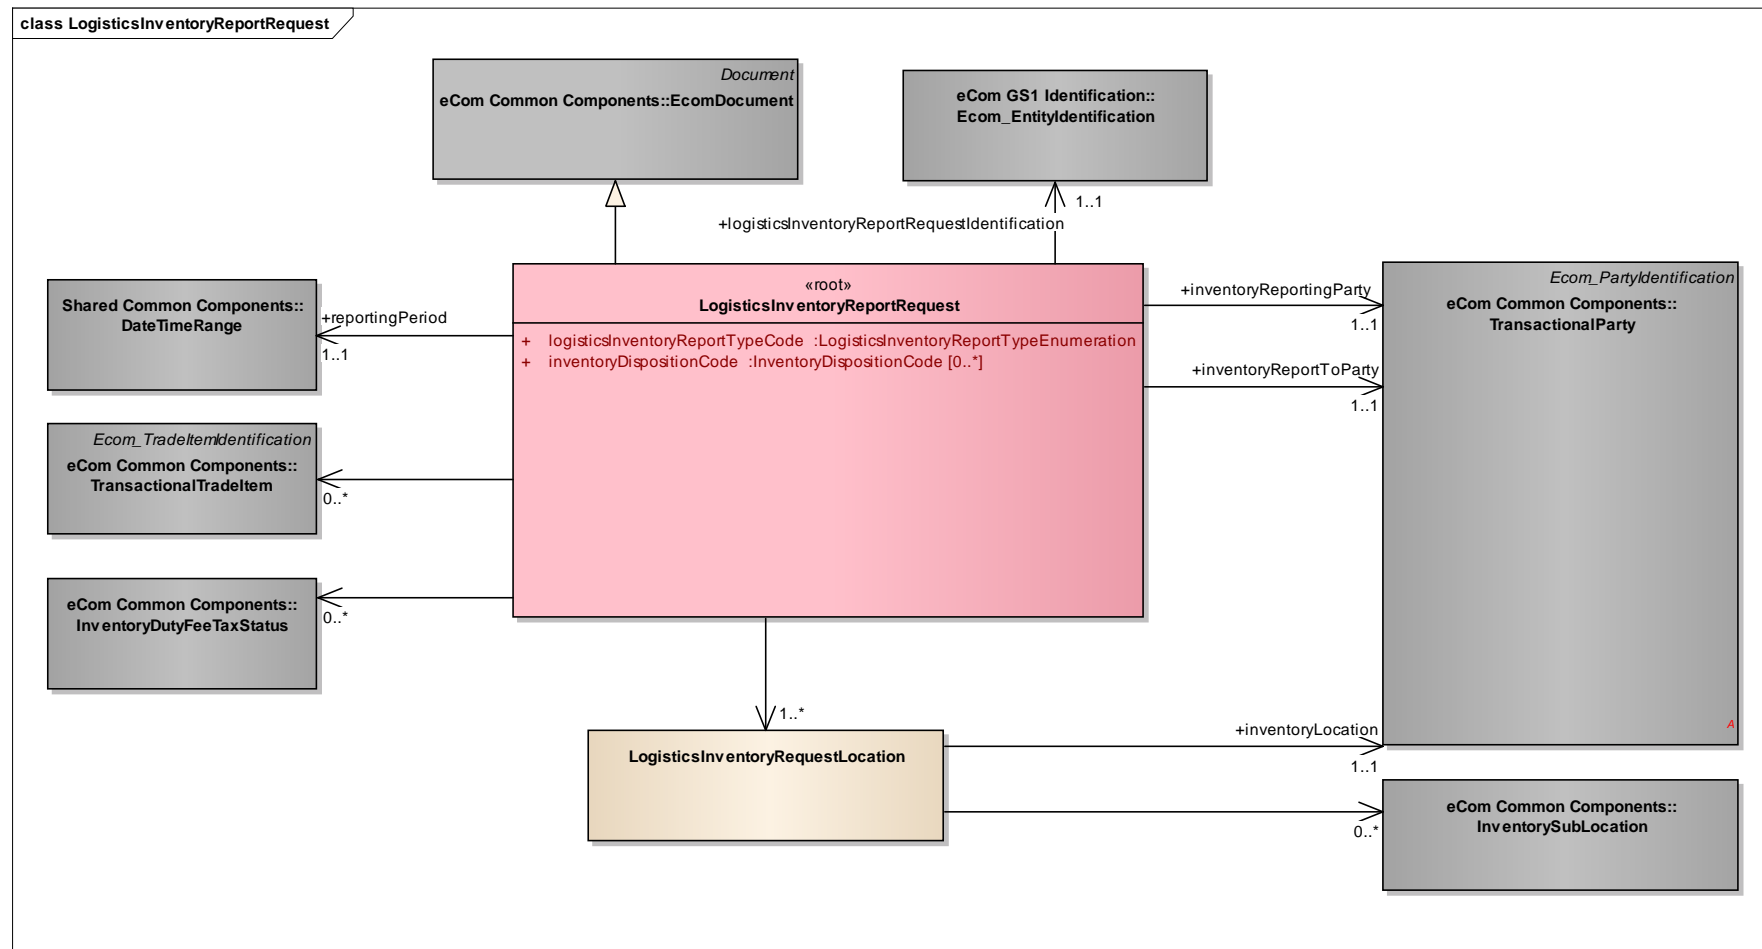 class LogisticsInventoryReportRequest
Document
eCom Common Components::EcomDocument
eCom GS1 Identification::
Ecom_EntityIdentification
1..1
+logisticsInventoryReportRequestIdentification
Shared Common Components::
DateTimeRange
+reportingPeriod
1..1
«root»
LogisticsInventoryReportRequest
+ logisticsInventoryReportTypeCode :LogisticsInventoryReportTypeEnumeration
+ inventoryDispositionCode :InventoryDispositionCode [0..*]
+inventoryReportingParty
1..1
+inventoryReportToParty
1..1
Ecom_PartyIdentification
eCom Common Components::
TransactionalParty
A
Ecom_TradeItemIdentification
eCom Common Components::
TransactionalTradeItem
0..*
eCom Common Components::
InventoryDutyFeeTaxStatus
0..*
1..*
LogisticsInventoryRequestLocation
+inventoryLocation
1..1
0..*
eCom Common Components::
InventorySubLocation